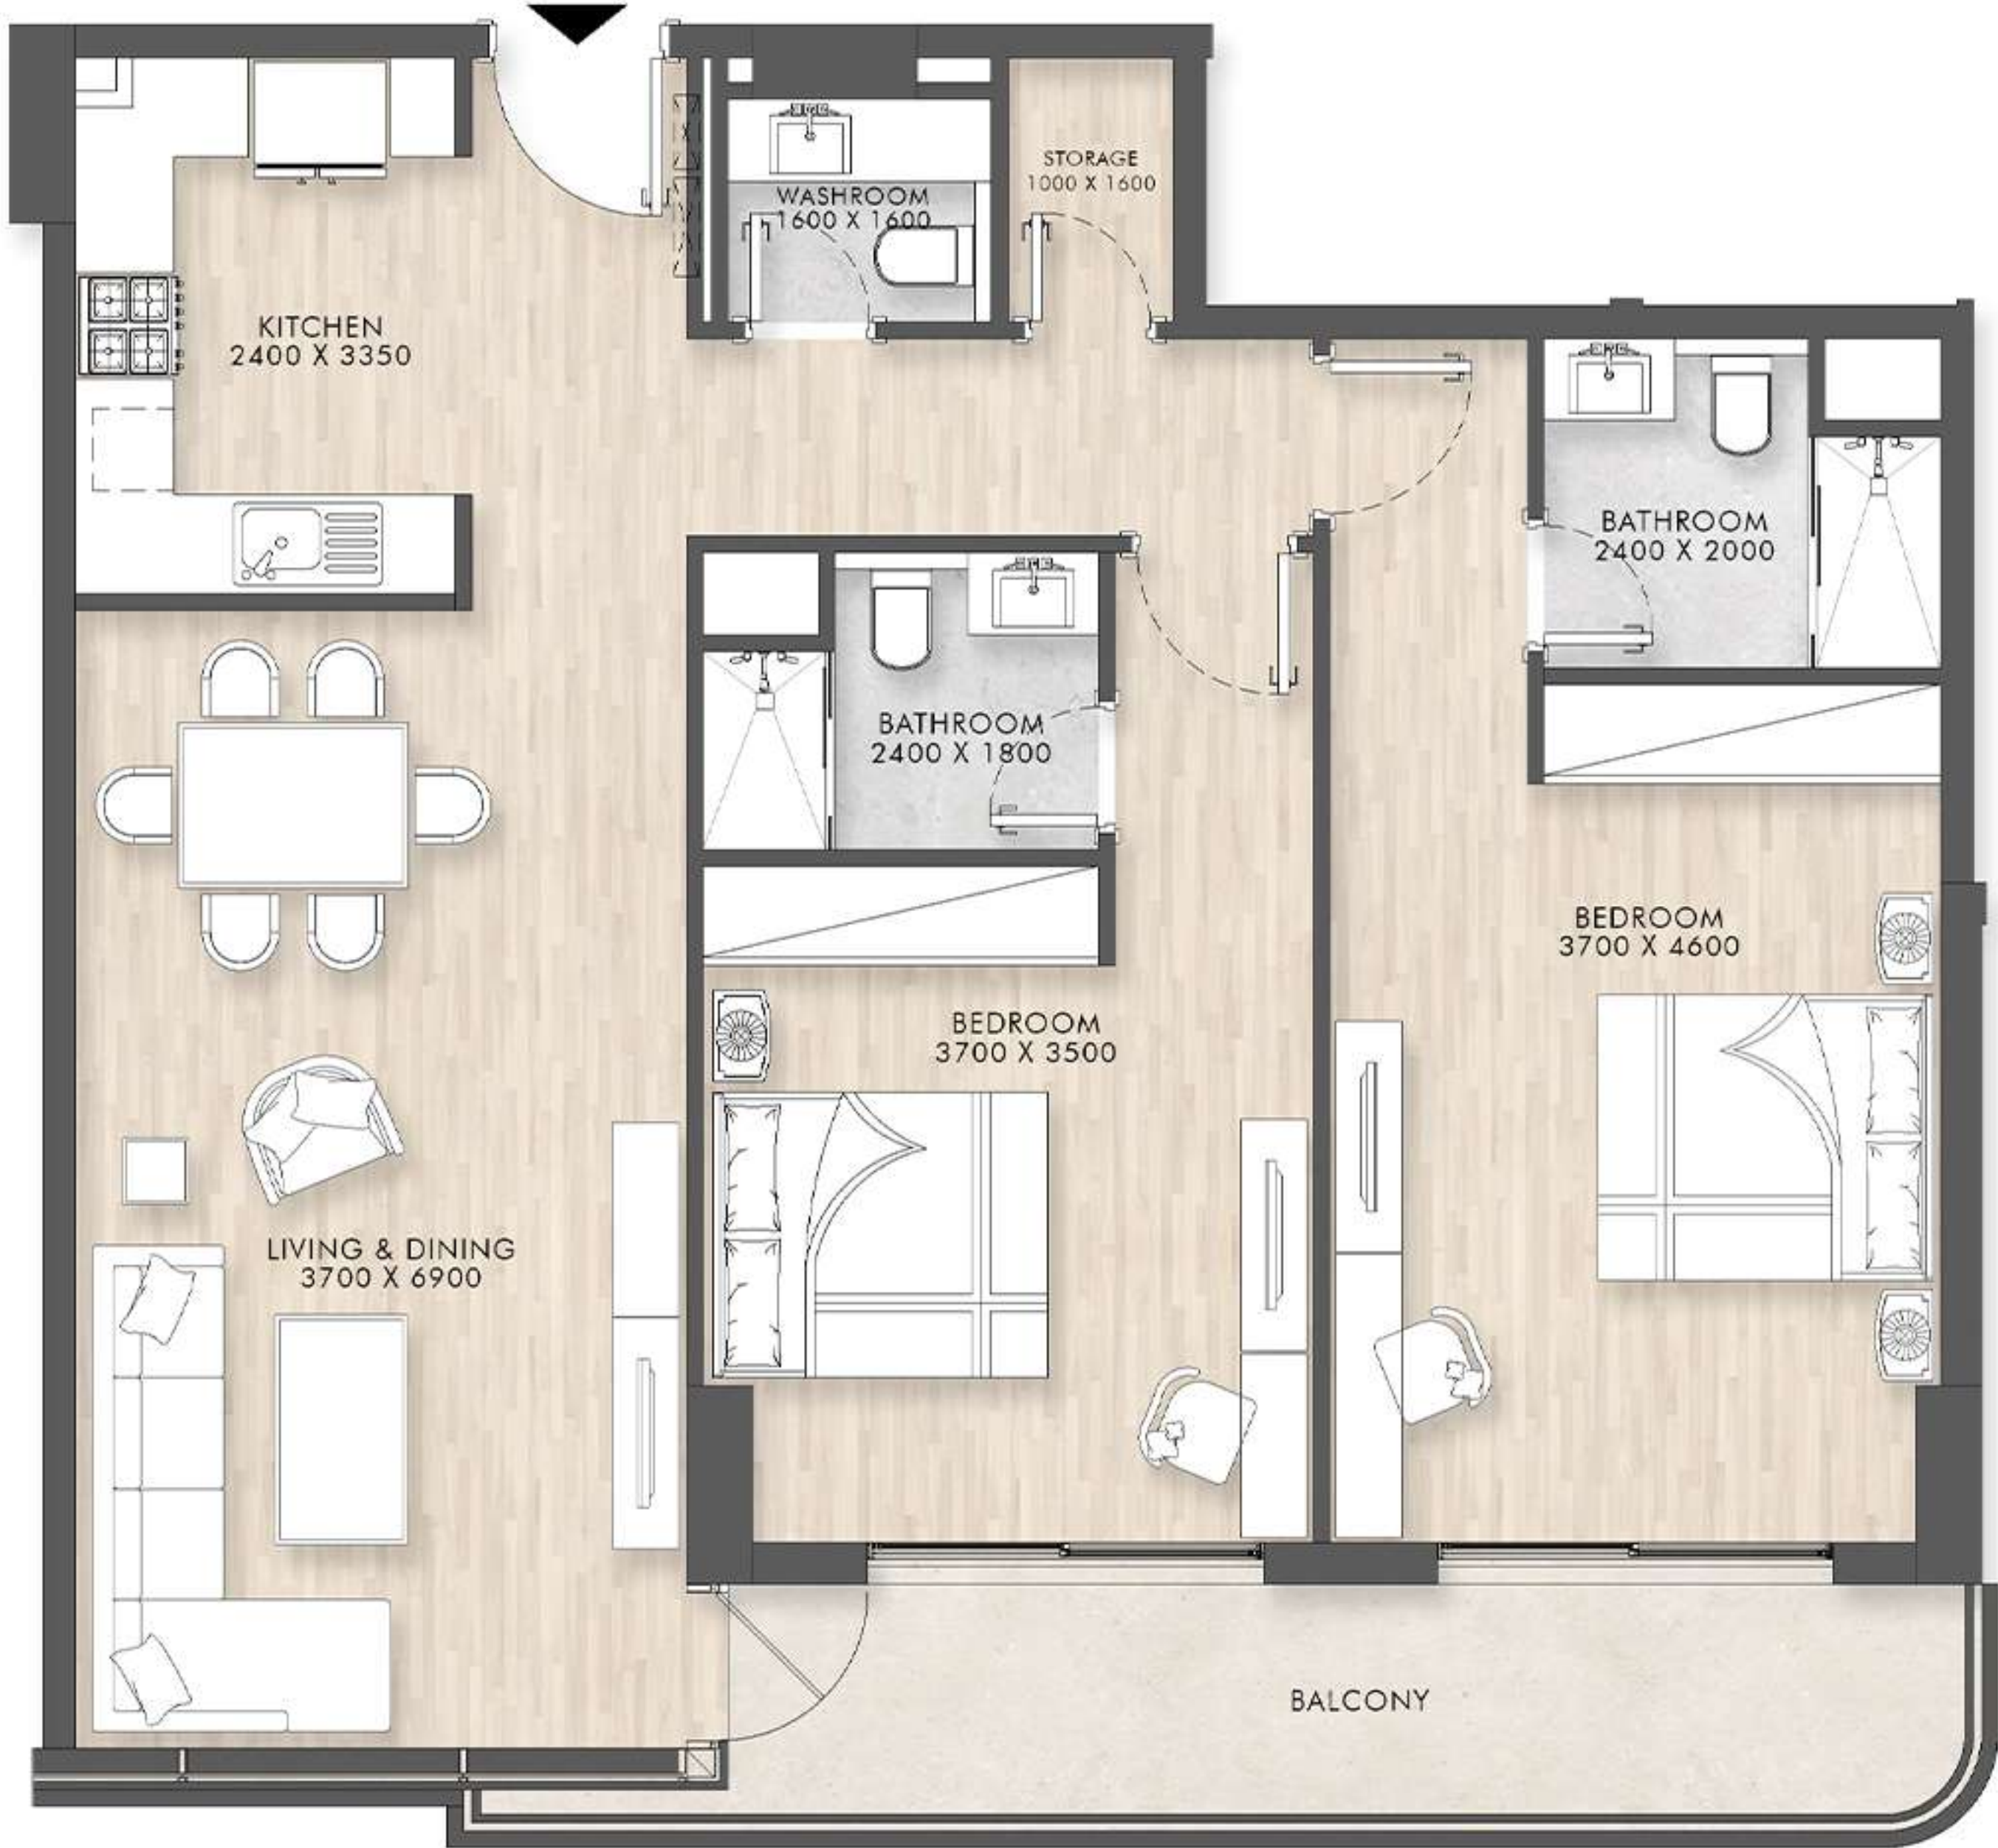 STORAGE
1000 X 1600
WASHROOM
1600 X 1600
KITCHEN
2400 X 3350
BATHROOM
2400 X 2000
BATHROOM
2400 X 1800
BEDROOM
3700 X 4600
BEDROOM
3700 X 3500
LIVING & DINING
3700 X 6900
BALCONY